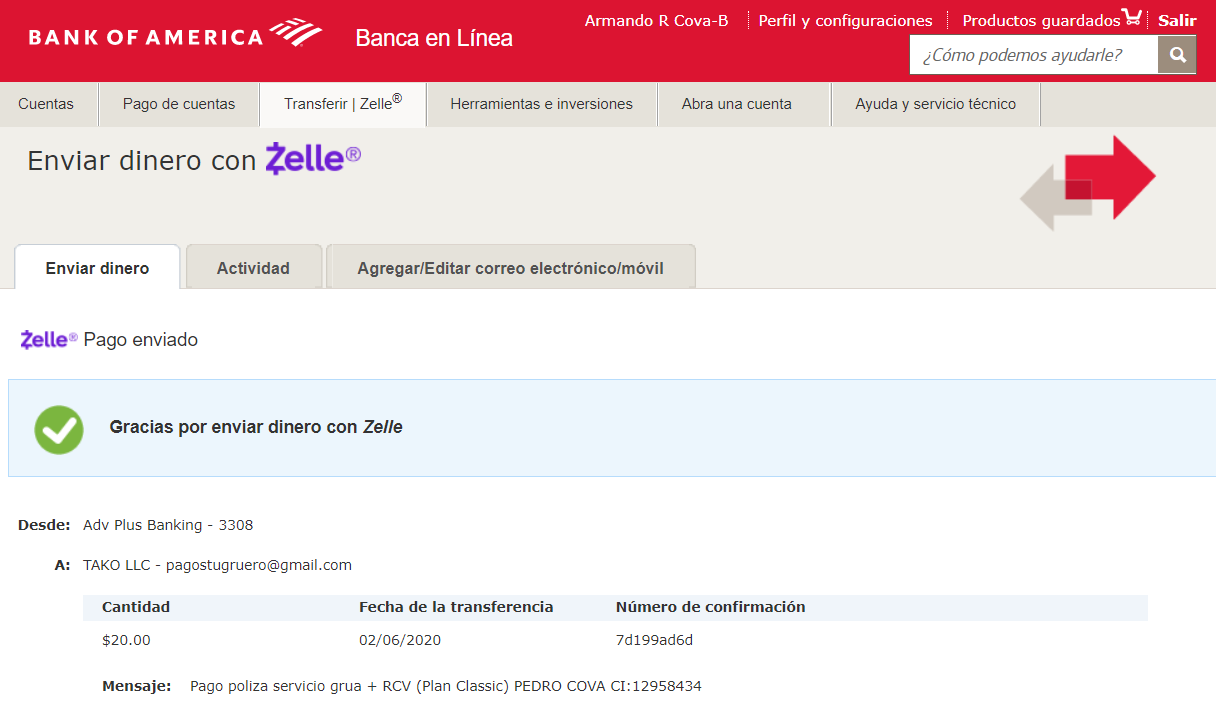 Armando R Cova-B Perfil y configuraciones Productos guardados Salir
BANK OF AMERICA Banca en Línea
¿Cómo podemos ayudarle?
Cuentas Pago de cuentas Transferir | Zelle® Herramientas e inversiones Abra una cuenta Ayuda y servicio técnico
Enviar dinero con Zelle®
Enviar dinero Actividad Agregar/Editar correo electrónico/móvil
Zelle® Pago enviado
Gracias por enviar dinero con Zelle
Desde: Adv Plus Banking - 3308
A: TAKO LLC - pagostugruero@gmail.com
Cantidad Fecha de la transferencia Número de confirmación
$20.00 02/06/2020 7d199ad6d
Mensaje: Pago poliza servicio grua + RCV (Plan Classic) PEDRO COVA CI:12958434